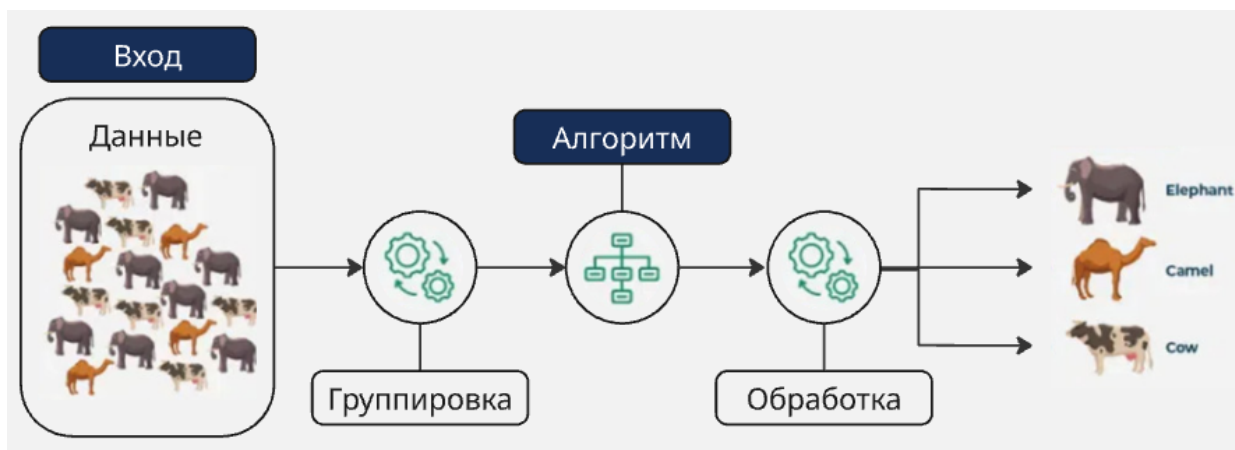 Вход
Данные
Алгоритм
Группировка
Обработка
Elephant
Camel
Cow